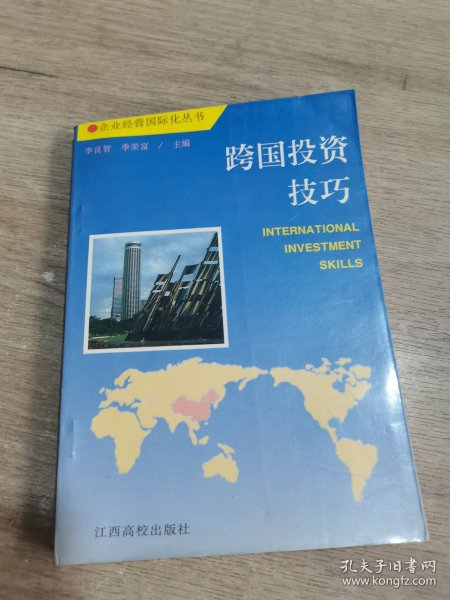 ●企业经营国际化丛书
李良智 季荣富 / 主编
跨国投资
技巧
INTERNATIONAL
INVESTMENT
SKILLS
江西高校出版社
孔夫子旧书网
www.kongfz.com